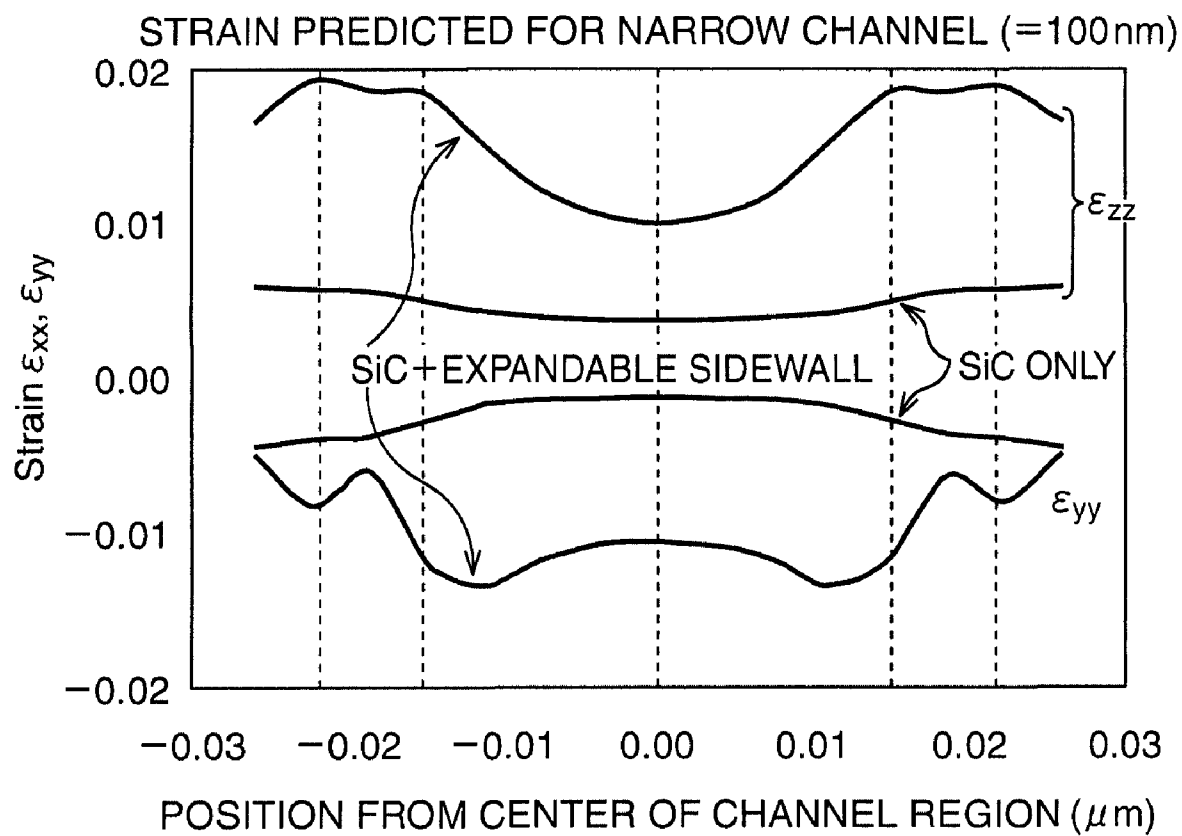 STRAIN PREDICTED FOR NARROW CHANNEL (=100nm)
0.02
0.01
0.00
−0.01
−0.02
Strain εxx, εyy
εzz
SiC+EXPANDABLE SIDEWALL
SiC ONLY
εyy
−0.03 −0.02 −0.01 0.00 0.01 0.02 0.03
POSITION FROM CENTER OF CHANNEL REGION (μm)